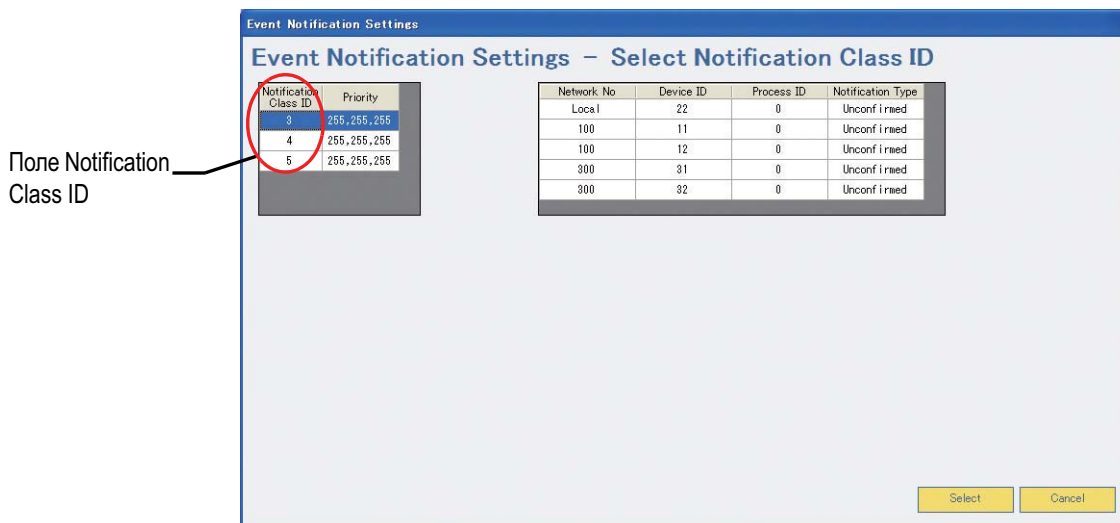 Event Notification Settings
Event Notification Settings - Select Notification Class ID
Notification Class ID Priority
3 255,255,255
4 255,255,255
5 255,255,255
Network No Device ID Process ID Notification Type
Local 22 0 Unconfirmed
100 11 0 Unconfirmed
100 12 0 Unconfirmed
300 31 0 Unconfirmed
300 32 0 Unconfirmed
Поле Notification
Class ID
Select Cancel